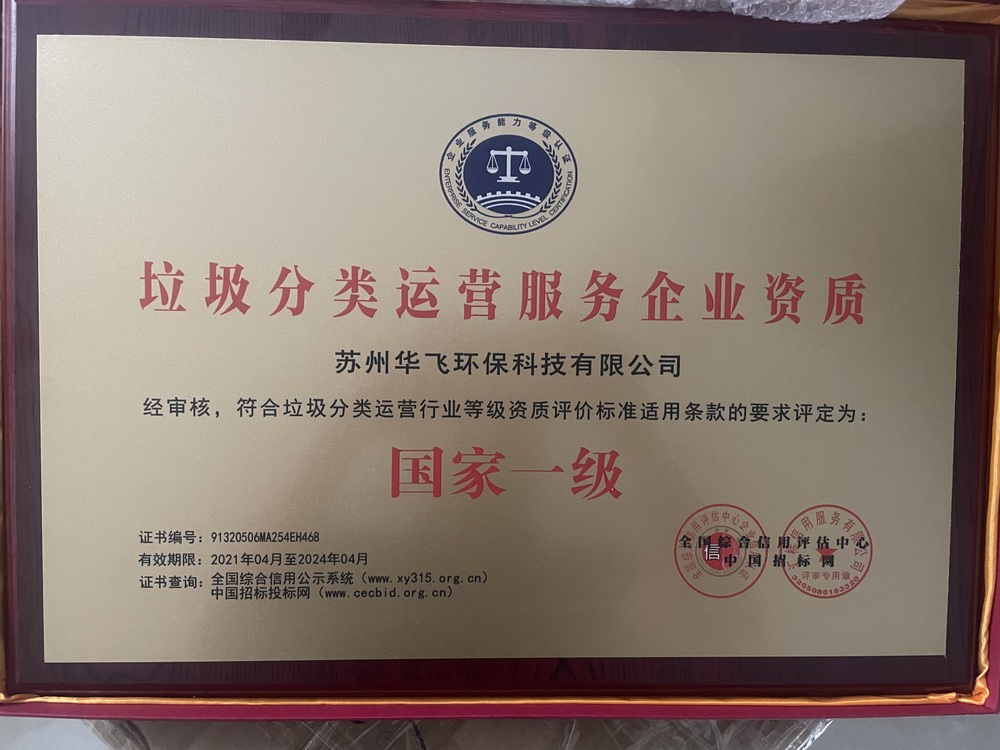 企业服务能力等级认证
ENTERPRISE SERVICE CAPABILITY LEVEL CERTIFICATION
垃圾分类运营服务企业资质
苏州华飞环保科技有限公司
经审核，符合垃圾分类运营行业等级资质评价标准适用条款的要求评定为：
国家一级
证书编号：91320506MA254EH468
有效期限：2021年04月至2024年04月
证书查询：全国综合信用公示系统（www.xy315.org.cn）
中国招标投标网（www.cecbid.org.cn）
全国综合信用评估中心
中国招标网
信
评审专用章
3205080193320